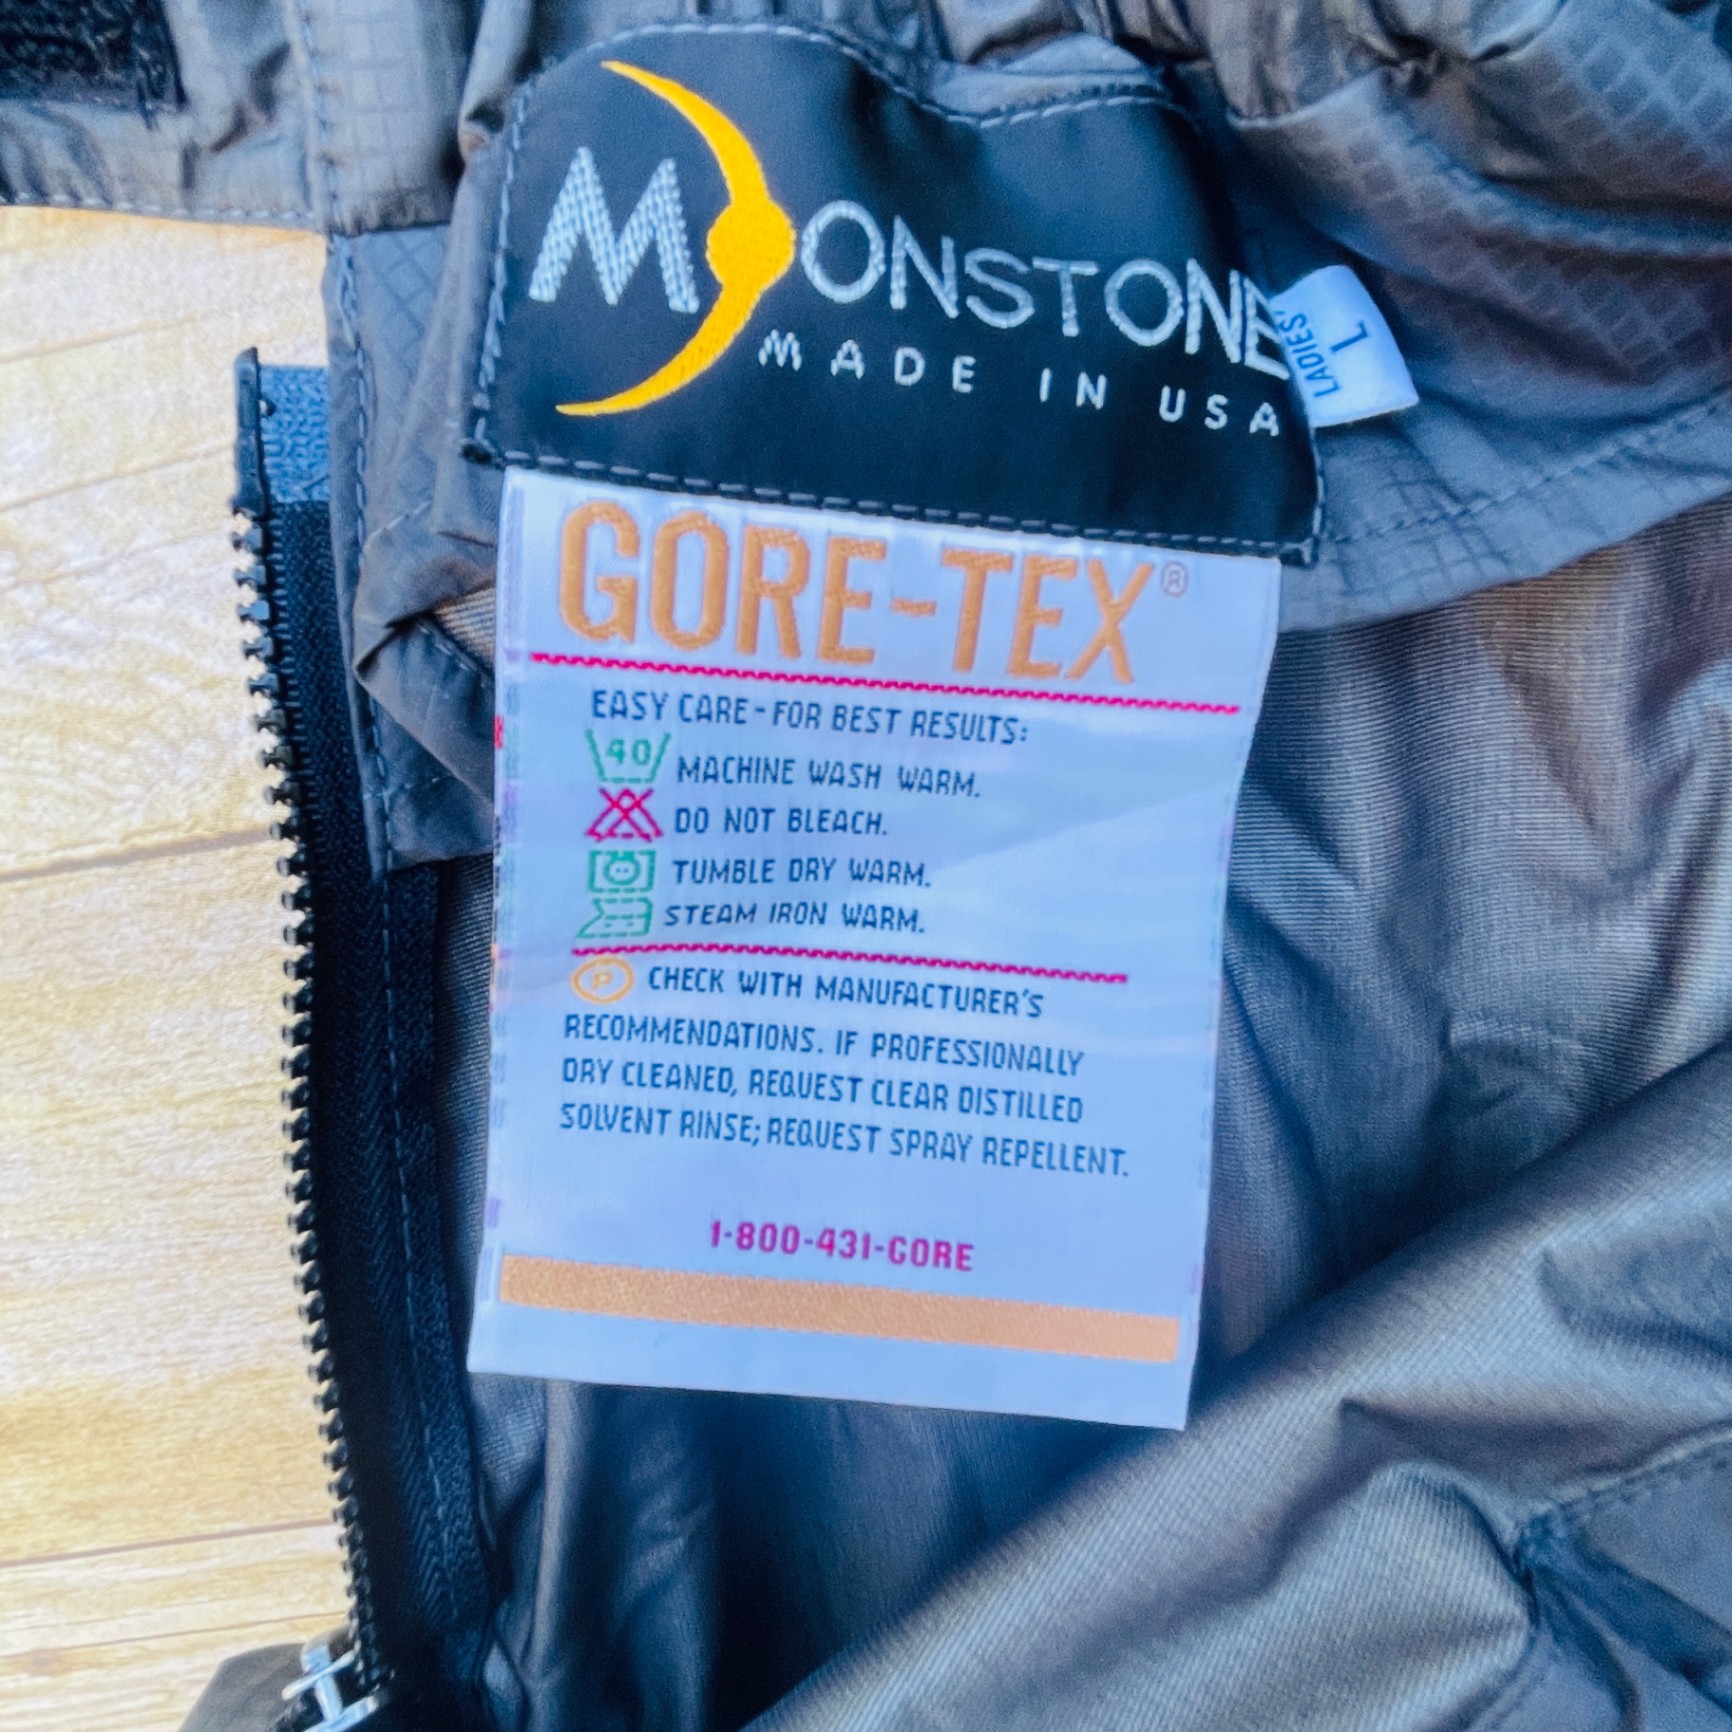 MOONSTONE
MADE IN USA
LADIES'
L
GORE-TEX®
EASY CARE-FOR BEST RESULTS:
40 MACHINE WASH WARM.
DO NOT BLEACH.
TUMBLE DRY WARM.
STEAM IRON WARM.
P CHECK WITH MANUFACTURER'S
RECOMMENDATIONS. IF PROFESSIONALLY
DRY CLEANED, REQUEST CLEAR DISTILLED
SOLVENT RINSE; REQUEST SPRAY REPELLENT.
1-800-431-GORE